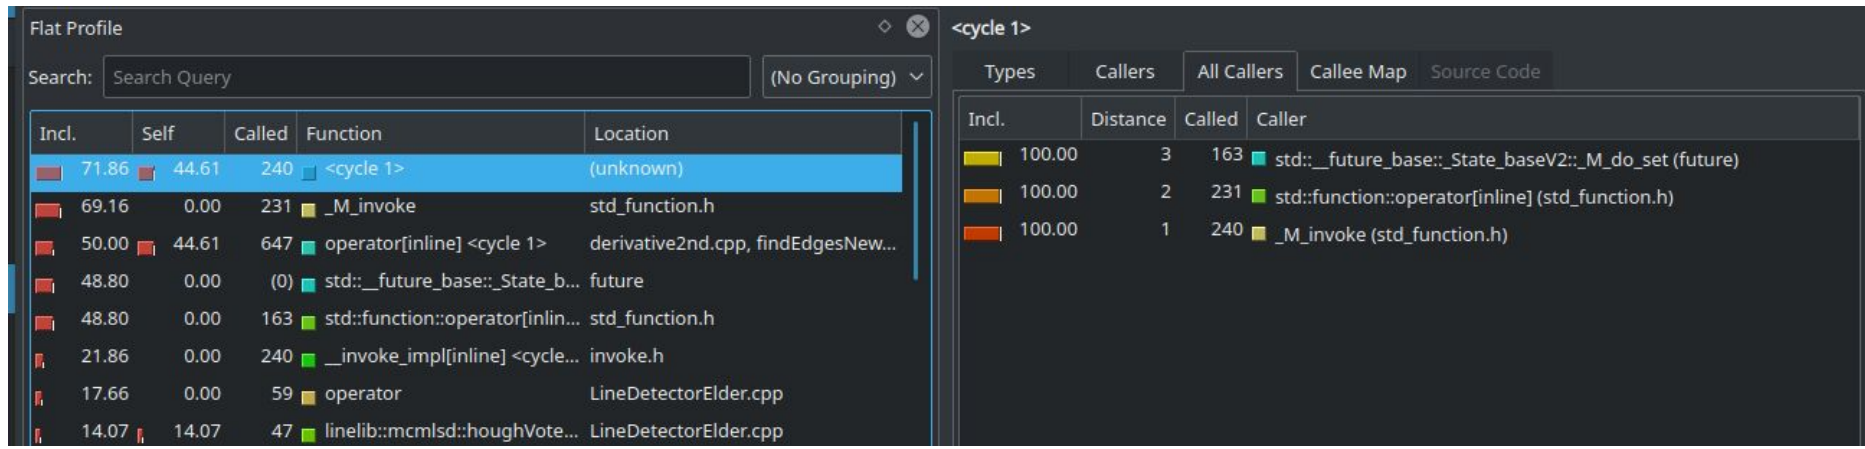 Flat Profile
Search: Search Query (No Grouping)
Incl. Self Called Function Location
71.86 44.61 240 <cycle 1> (unknown)
69.16 0.00 231 _M_invoke std_function.h
50.00 44.61 647 operator[inline] <cycle 1> derivative2nd.cpp, findEdgesNew...
48.80 0.00 (0) std::__future_base::_State_b... future
48.80 0.00 163 std::function::operator[inlin... std_function.h
21.86 0.00 240 __invoke_impl[inline] <cycle... invoke.h
17.66 0.00 59 operator LineDetectorElder.cpp
14.07 14.07 47 linelib::mcmlsd::houghVote... LineDetectorElder.cpp
<cycle 1>
Types Callers All Callers Callee Map Source Code
Incl. Distance Called Caller
100.00 3 163 std::__future_base::_State_baseV2::_M_do_set (future)
100.00 2 231 std::function::operator[inline] (std_function.h)
100.00 1 240 _M_invoke (std_function.h)